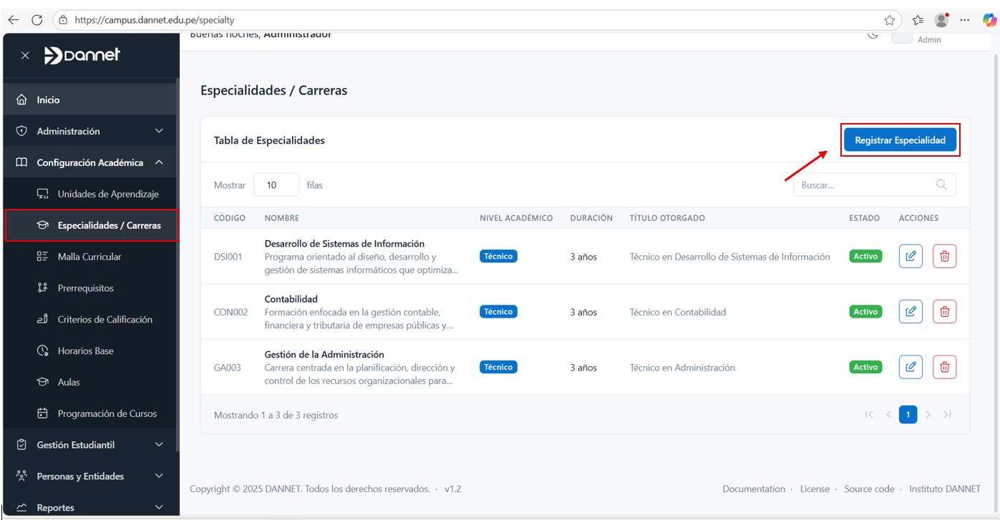 https://campus.dannet.edu.pe/specialty
Buenas noches, Administrador
Admin
Dannet
Inicio
Administración
Configuración Académica
Unidades de Aprendizaje
Especialidades / Carreras
Malla Curricular
Prerrequisitos
Criterios de Calificación
Horarios Base
Aulas
Programación de Cursos
Gestión Estudiantil
Personas y Entidades
Reportes
Especialidades / Carreras
Tabla de Especialidades
Registrar Especialidad
Mostrar 10 filas
Buscar...
CÓDIGO NOMBRE NIVEL ACADÉMICO DURACIÓN TÍTULO OTORGADO ESTADO ACCIONES
Desarrollo de Sistemas de Información
DSI001 Programa orientado al diseño, desarrollo y Técnico 3 años Técnico en Desarrollo de Sistemas de Información Activo
gestión de sistemas informáticos que optimiza...
Contabilidad
CON002 Formación enfocada en la gestión contable, Técnico 3 años Técnico en Contabilidad Activo
financiera y tributaria de empresas públicas y...
Gestión de la Administración
GA003 Carrera centrada en la planificación, dirección y Técnico 3 años Técnico en Administración Activo
control de los recursos organizacionales para...
Mostrando 1 a 3 de 3 registros
1
Copyright © 2025 DANNET. Todos los derechos reservados. · v1.2
Documentation · License · Source code · Instituto DANNET